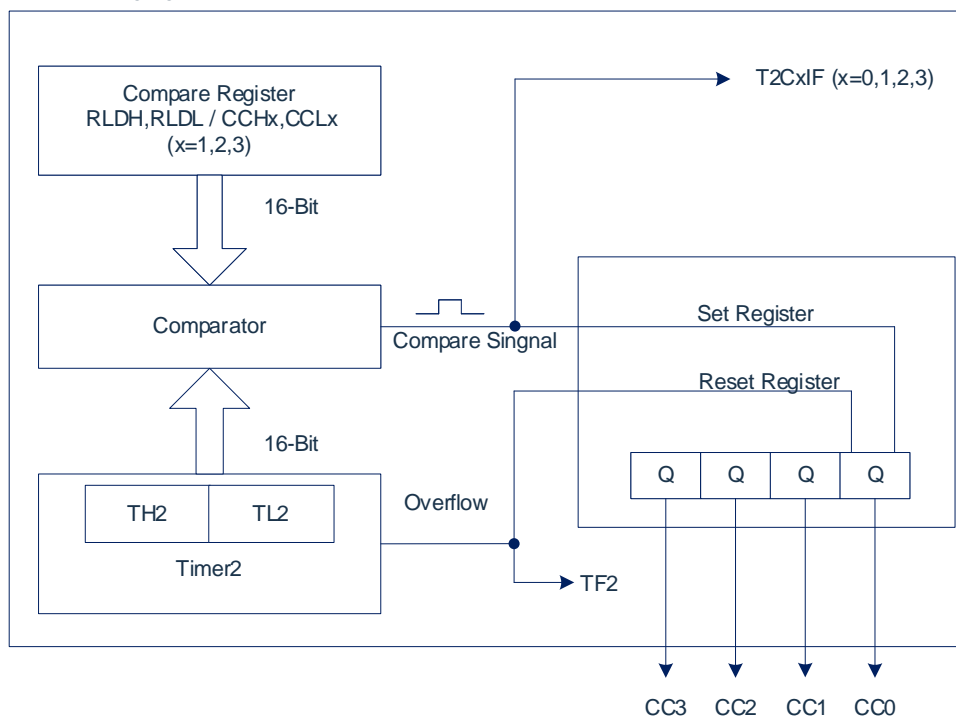 Compare Register
RLDH,RLDL / CCHx,CCLx
(x=1,2,3)
T2CxIF (x=0,1,2,3)
16-Bit
Comparator
Compare Singnal
Set Register
Reset Register
16-Bit
TH2
TL2
Timer2
Overflow
TF2
Q
Q
Q
Q
CC3
CC2
CC1
CC0